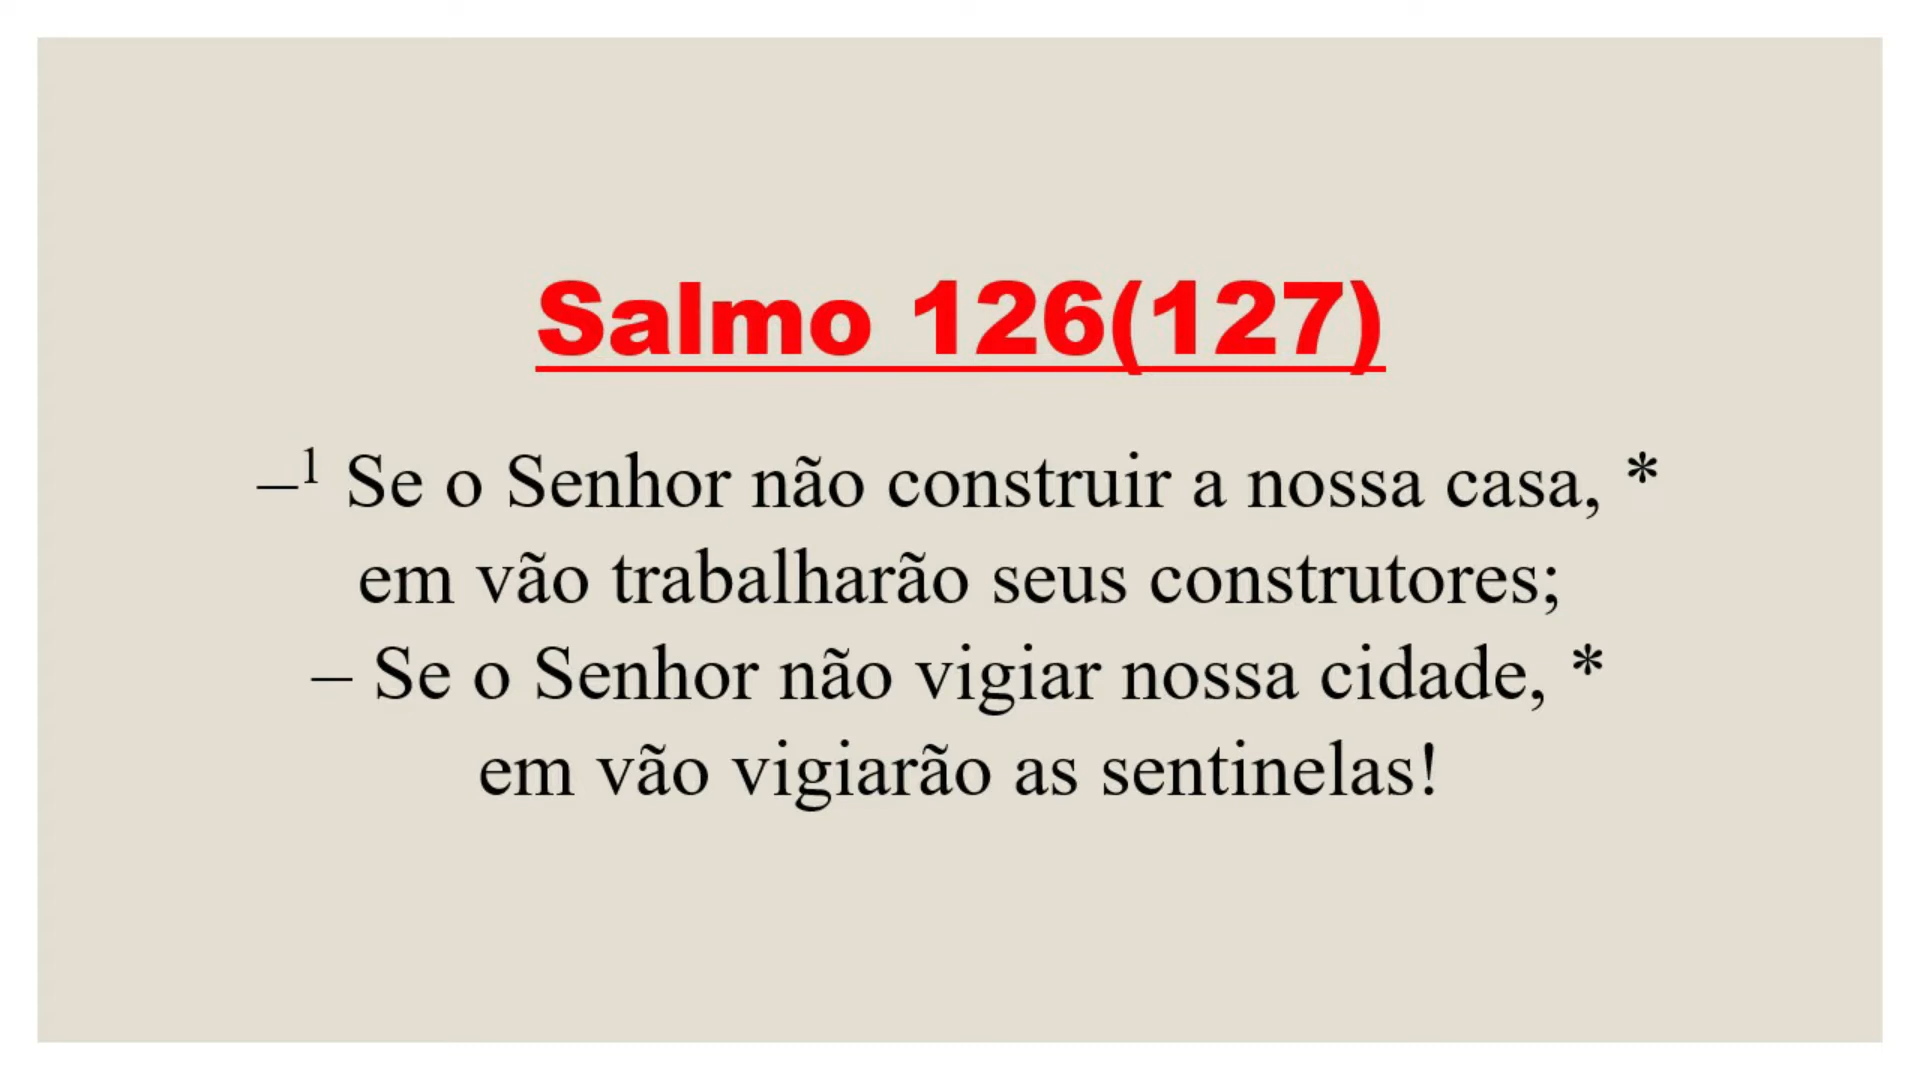 Salmo 126(127)
–¹ Se o Senhor não construir a nossa casa, *
em vão trabalharão seus construtores;
– Se o Senhor não vigiar nossa cidade, *
em vão vigiarão as sentinelas!